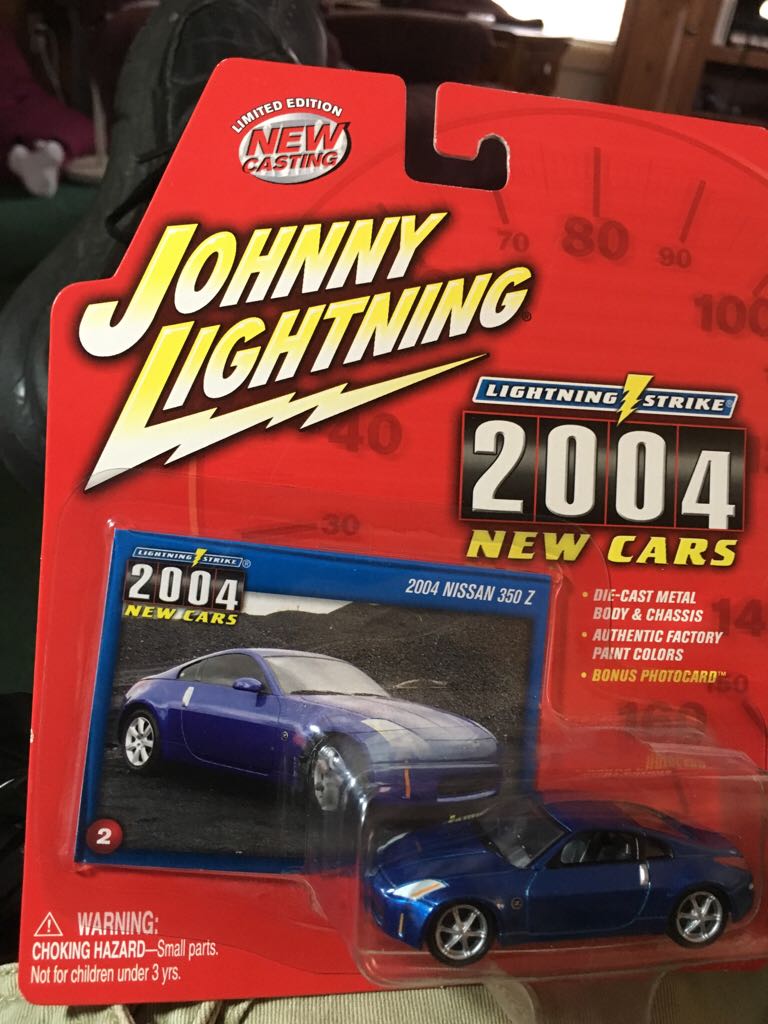 LIMITED EDITION
NEW
CASTING
JOHNNY
LIGHTNING®
70 80 90
100
40
30
LIGHTNING STRIKE®
2004
NEW CARS
• DIE-CAST METAL
BODY & CHASSIS
• AUTHENTIC FACTORY
PAINT COLORS
• BONUS PHOTOCARD™
160
LIGHTNING STRIKE®
2004
NEW CARS
2004 NISSAN 350 Z
2
WARNING:
CHOKING HAZARD—Small parts.
Not for children under 3 yrs.